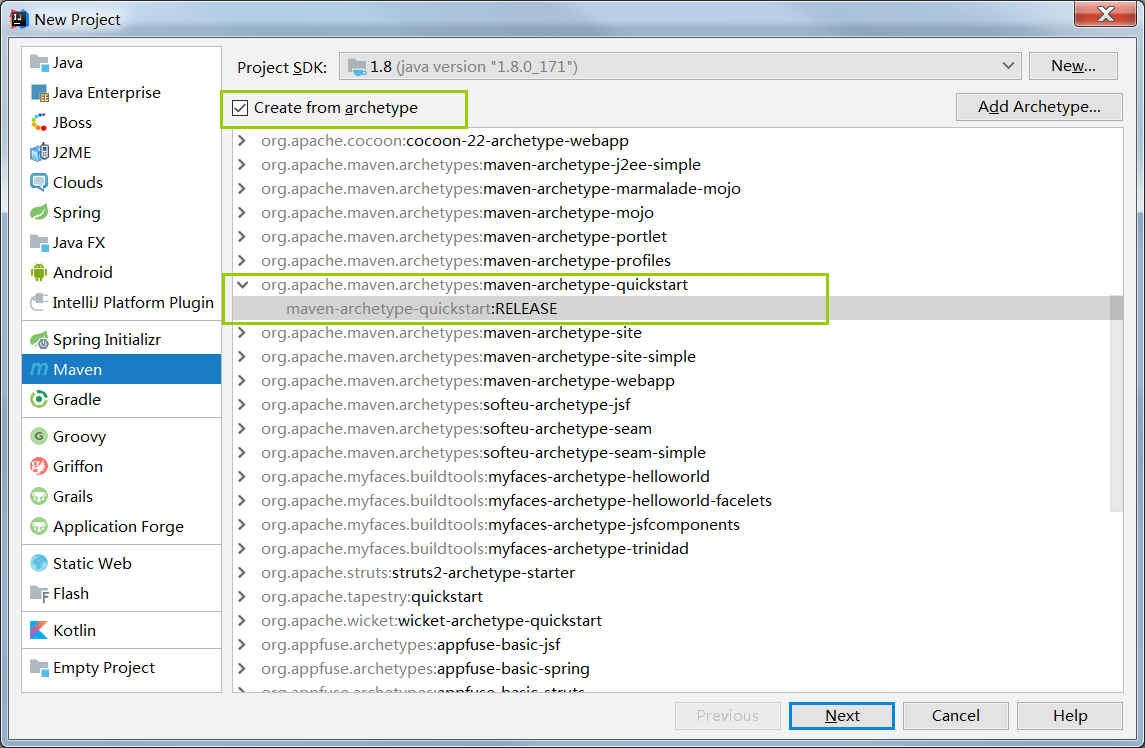 New Project
Java
Java Enterprise
JBoss
J2ME
Clouds
Spring
Java FX
Android
IntelliJ Platform Plugin
Spring Initializr
Maven
Gradle
Groovy
Griffon
Grails
Application Forge
Static Web
Flash
Kotlin
Empty Project
Project SDK: 1.8 (java version "1.8.0_171") New...
Create from archetype Add Archetype...
org.apache.cocoon:cocoon-22-archetype-webapp
org.apache.maven.archetypes:maven-archetype-j2ee-simple
org.apache.maven.archetypes:maven-archetype-marmalade-mojo
org.apache.maven.archetypes:maven-archetype-mojo
org.apache.maven.archetypes:maven-archetype-portlet
org.apache.maven.archetypes:maven-archetype-profiles
org.apache.maven.archetypes:maven-archetype-quickstart
maven-archetype-quickstart:RELEASE
org.apache.maven.archetypes:maven-archetype-site
org.apache.maven.archetypes:maven-archetype-site-simple
org.apache.maven.archetypes:maven-archetype-webapp
org.apache.maven.archetypes:softeu-archetype-jsf
org.apache.maven.archetypes:softeu-archetype-seam
org.apache.maven.archetypes:softeu-archetype-seam-simple
org.apache.myfaces.buildtools:myfaces-archetype-helloworld
org.apache.myfaces.buildtools:myfaces-archetype-helloworld-facelets
org.apache.myfaces.buildtools:myfaces-archetype-jsfcomponents
org.apache.myfaces.buildtools:myfaces-archetype-trinidad
org.apache.struts:struts2-archetype-starter
org.apache.tapestry:quickstart
org.apache.wicket:wicket-archetype-quickstart
org.appfuse.archetypes:appfuse-basic-jsf
org.appfuse.archetypes:appfuse-basic-spring
org.appfuse.archetypes:appfuse-basic-struts
Previous Next Cancel Help